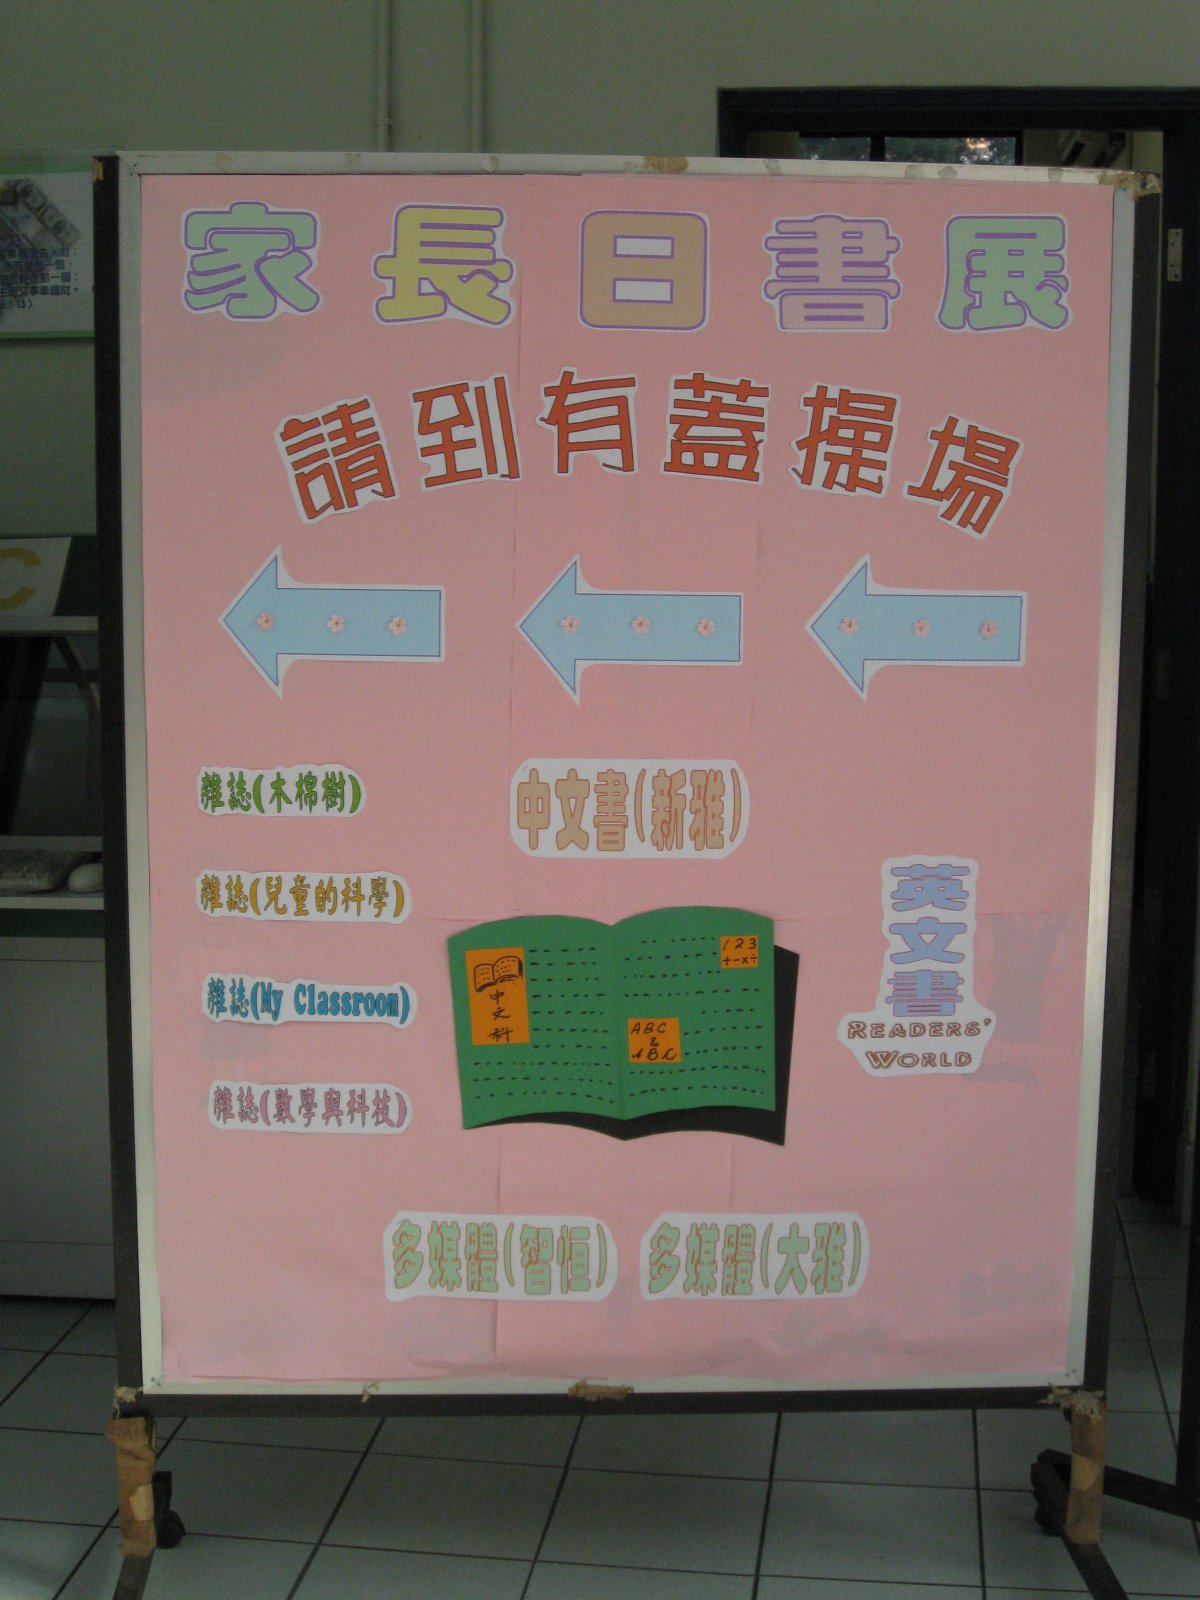 家長日書展
請到有蓋操場
雜誌(木棉樹)
中文書(新雅)
雜誌(兒童的科學)
雜誌(My Classroom)
雜誌(數學與科技)
英文書
READERS'
WORLD
中文科
123
+-×÷
ABC
&
ABC
多媒體(智恒)
多媒體(大雅)